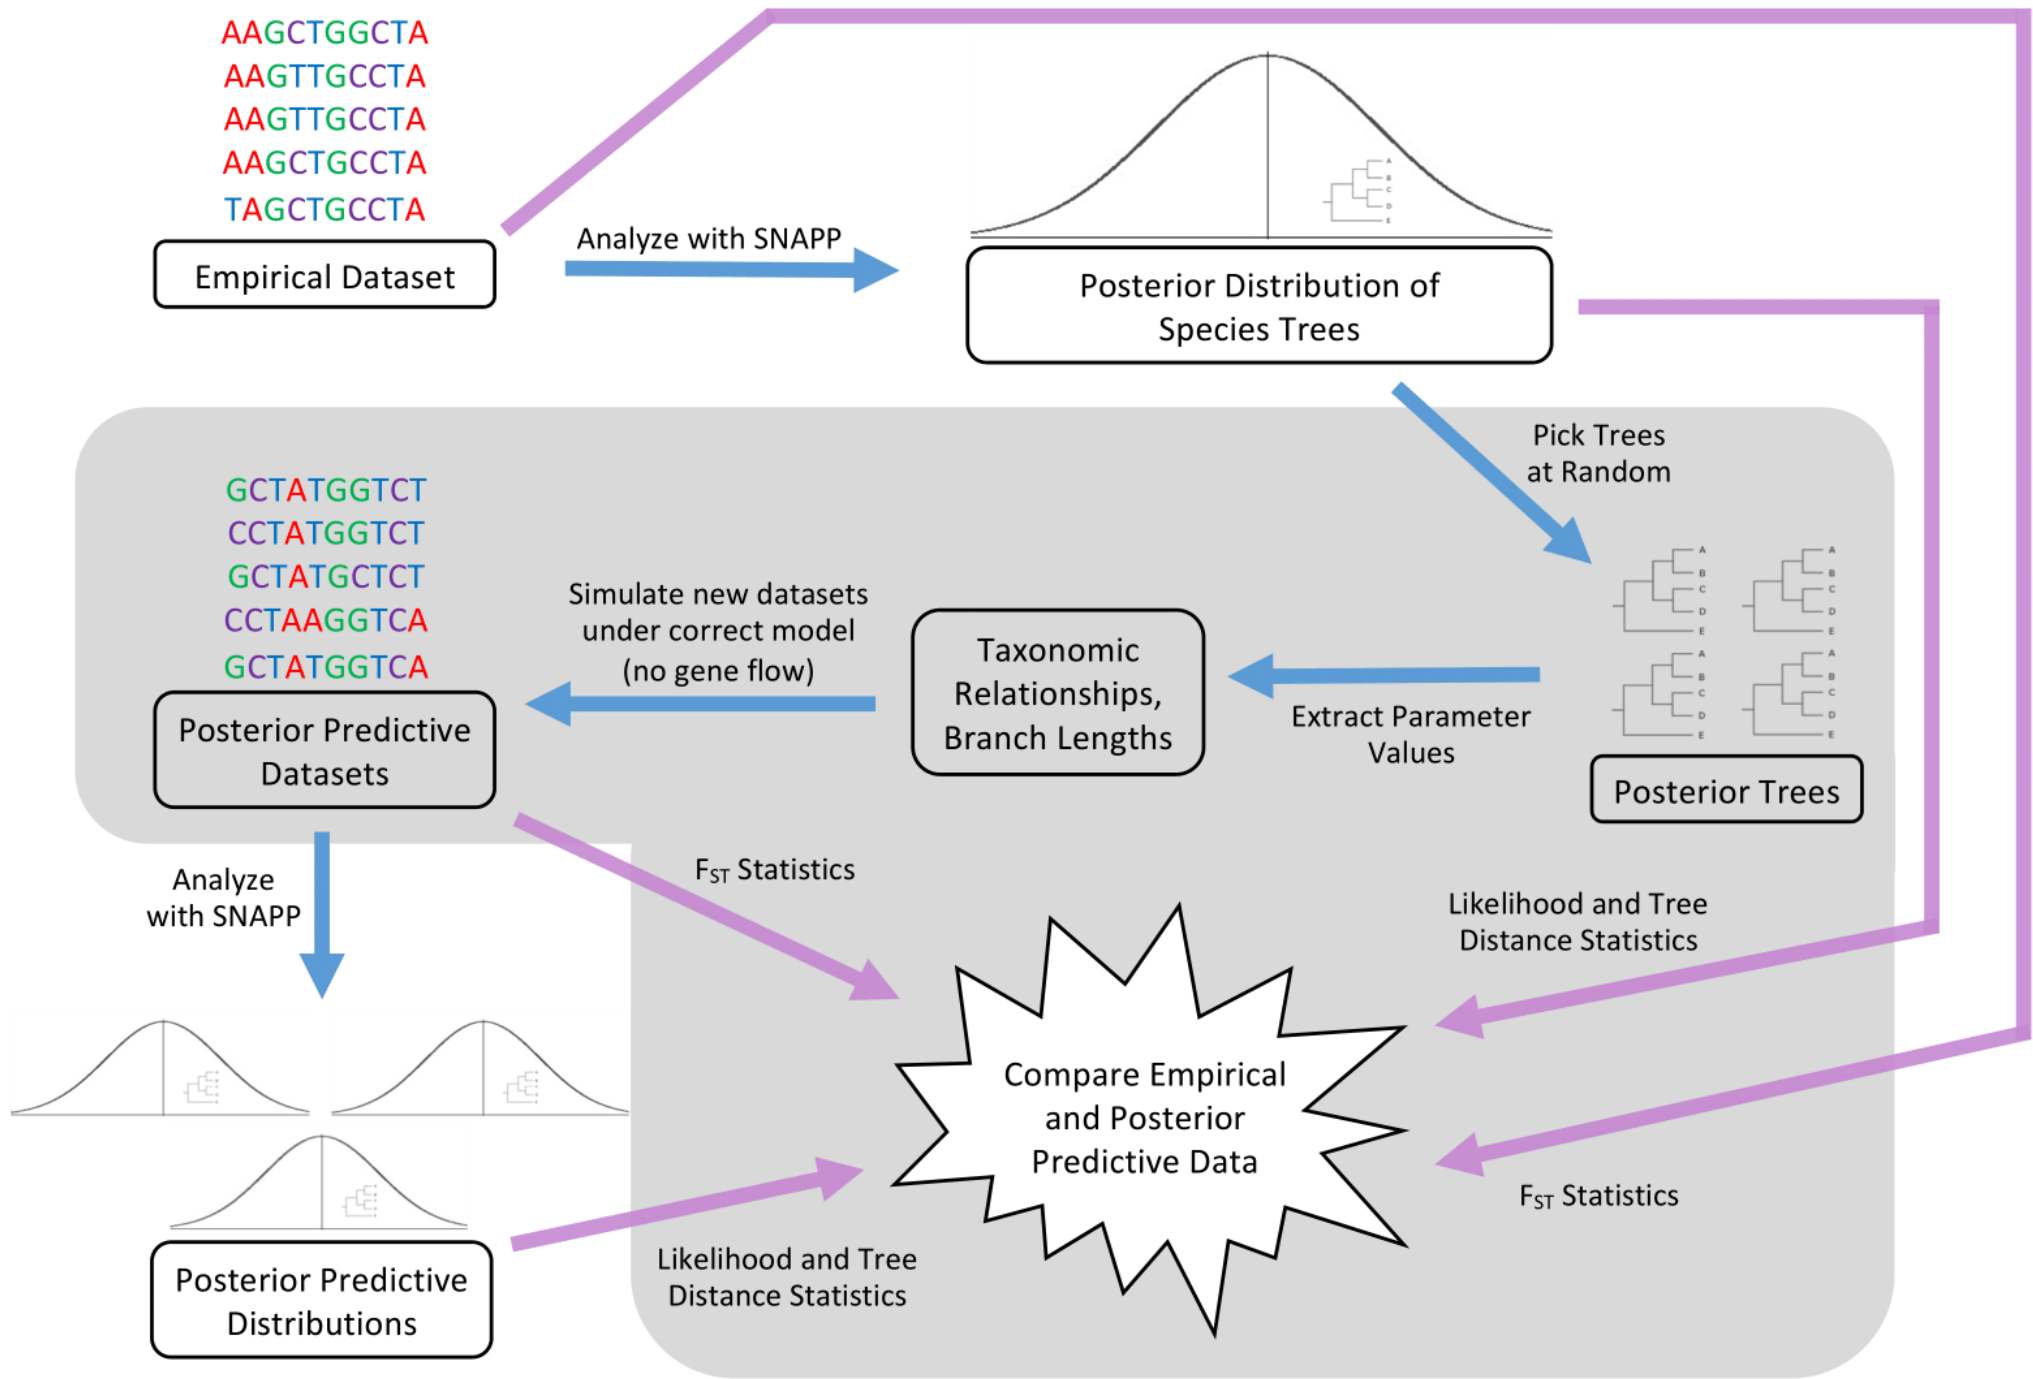 AAGCTGGCTA
AAGTTGCCTA
AAGTTGCCTA
AAGCTGCCTA
TAGCTGCCTA
Empirical Dataset
Analyze with SNAPP
A
B
C
D
E
Posterior Distribution of
Species Trees
Pick Trees
at Random
A
B
C
D
E
A
B
C
D
E
A
B
C
D
E
A
B
C
D
E
Posterior Trees
Extract Parameter
Values
Taxonomic
Relationships,
Branch Lengths
Simulate new datasets
under correct model
(no gene flow)
GCTATGGTCT
CCTATGGTCT
GCTATGCTCT
CCTAAGGTCA
GCTATGGTCA
Posterior Predictive
Datasets
Analyze
with SNAPP
FST Statistics
Likelihood and Tree
Distance Statistics
Compare Empirical
and Posterior
Predictive Data
FST Statistics
Likelihood and Tree
Distance Statistics
Posterior Predictive
Distributions